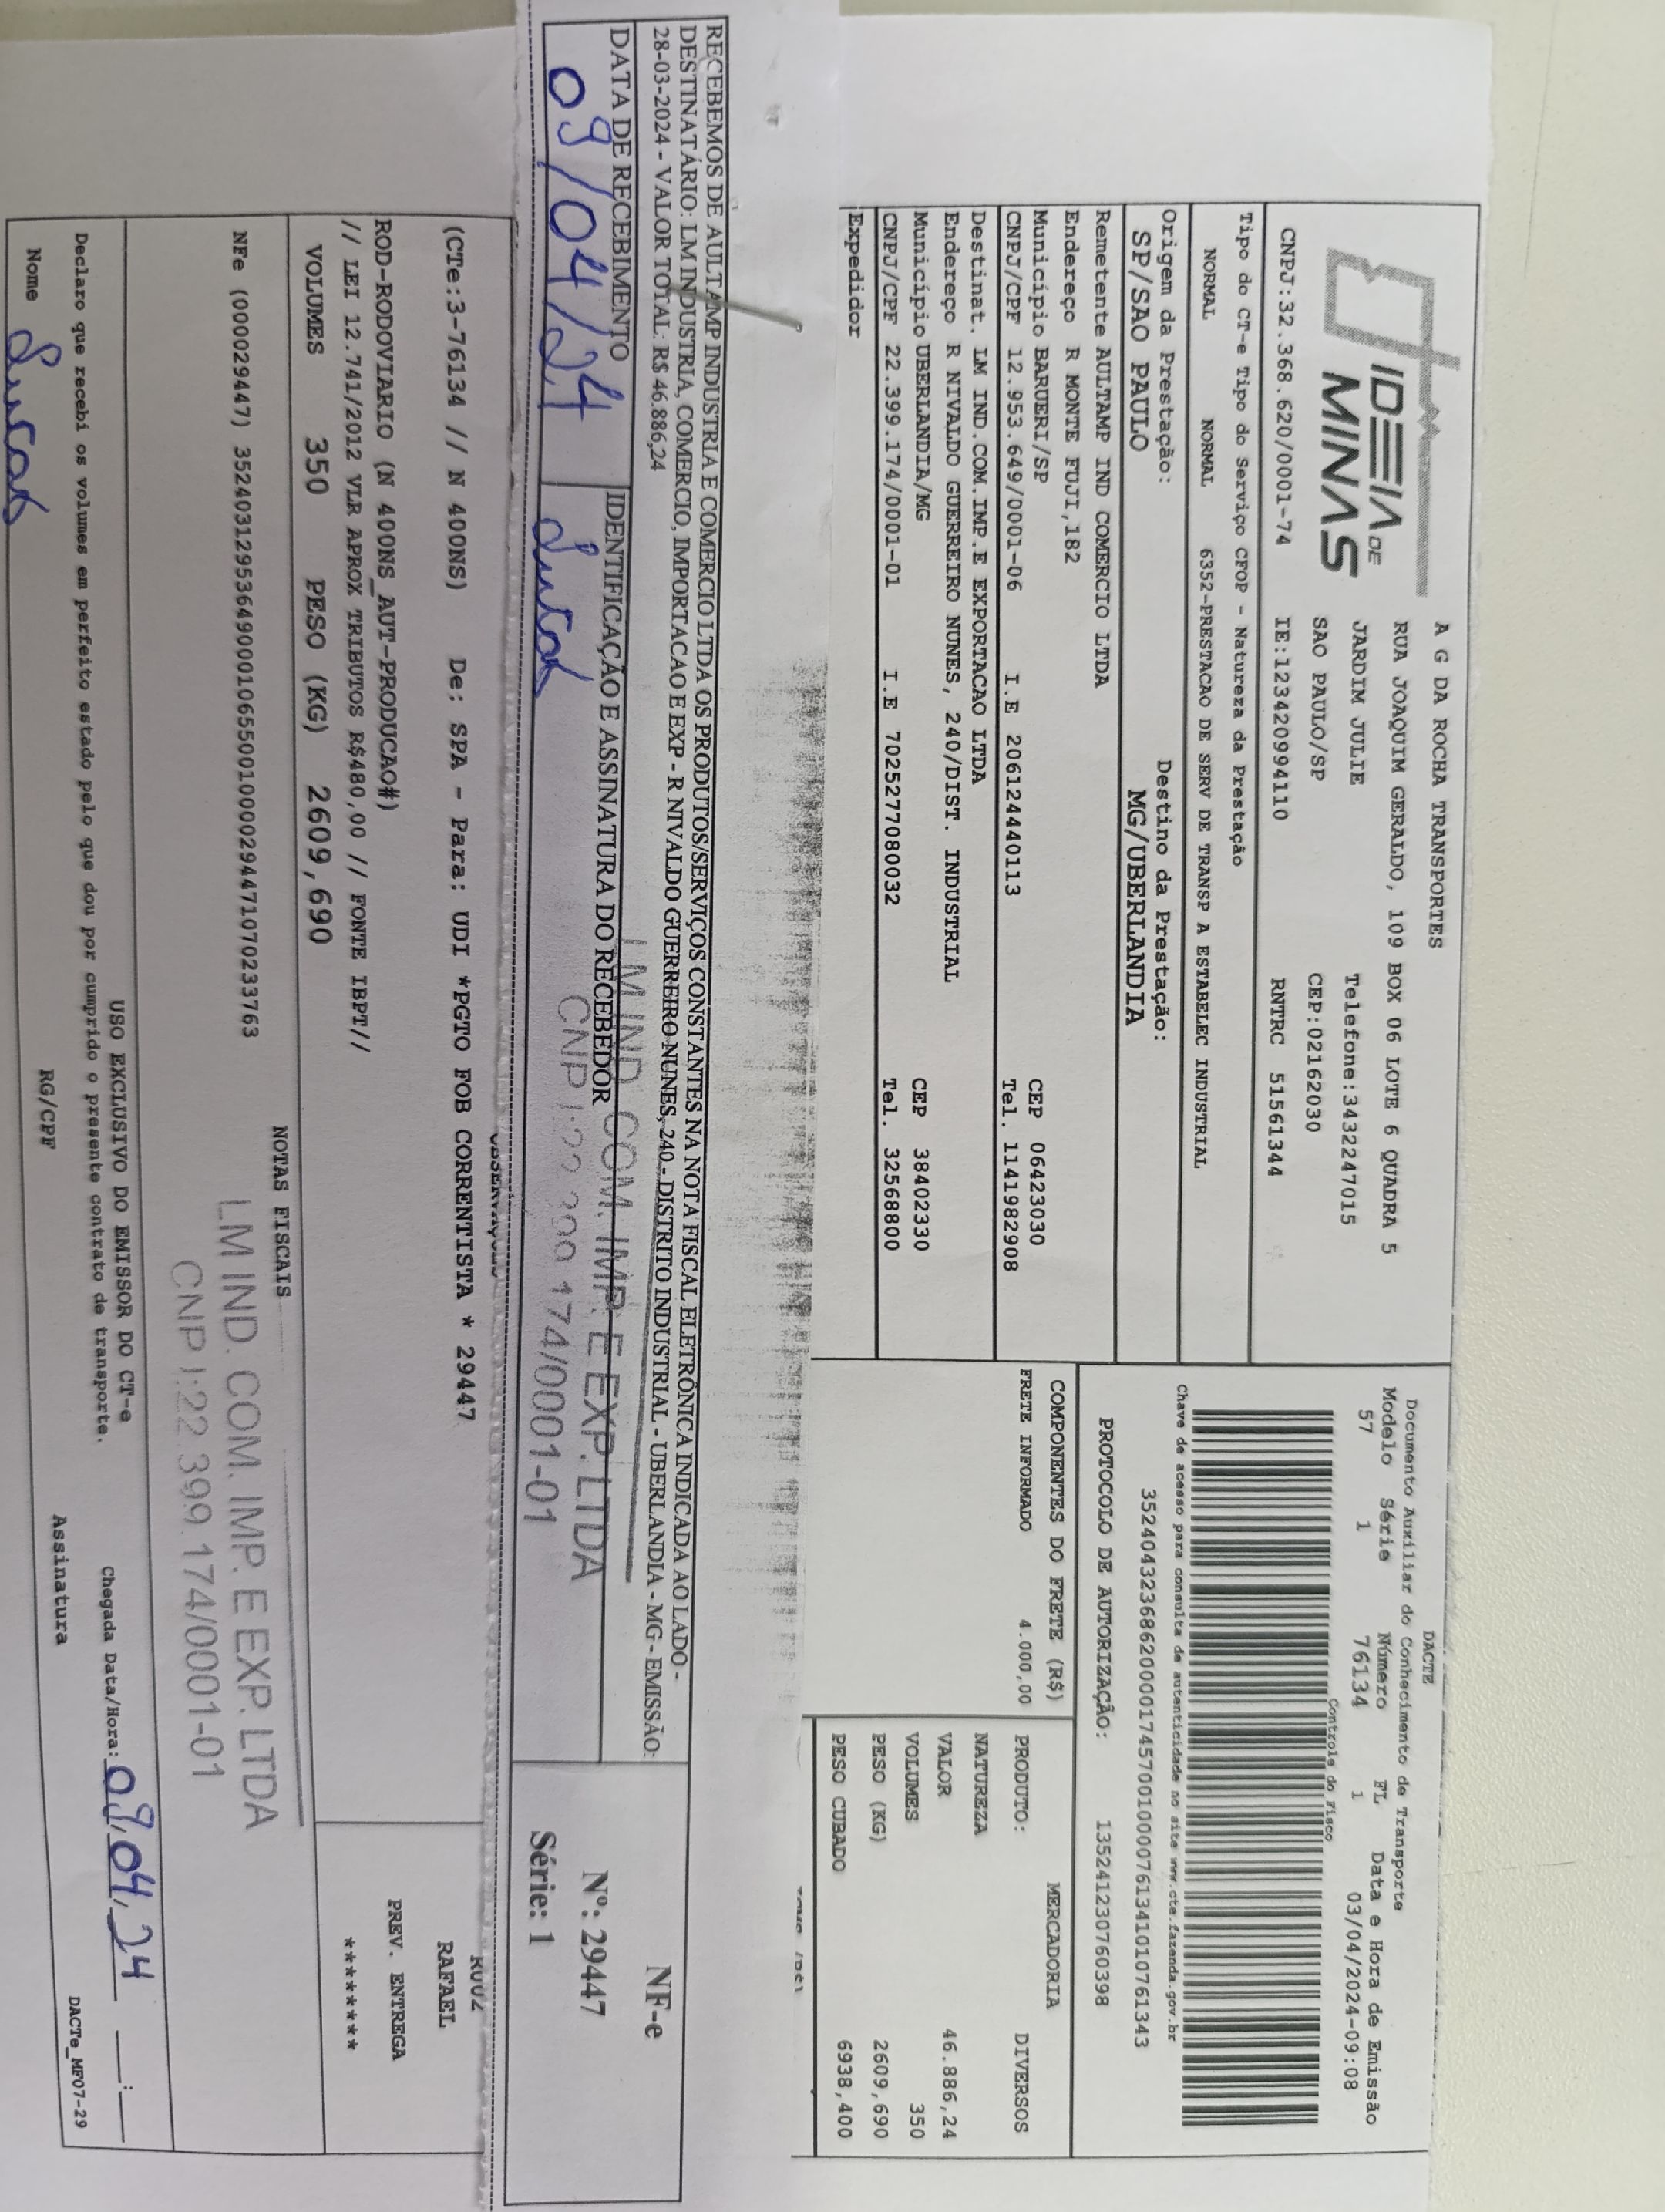 IDEIA DE
MINAS
A G DA ROCHA TRANSPORTES
RUA JOAQUIM GERALDO, 109 BOX 06 LOTE 6 QUADRA 5
JARDIM JULIE Telefone:3432247015
SAO PAULO/SP CEP:02162030
CNPJ:32.368.620/0001-74 IE:123420994110 RNTRC 51561344
DACTE
Documento Auxiliar do Conhecimento de Transporte
Modelo Série Número FL Data e Hora de Emissão
57 1 76134 1 03/04/2024-09:08
Controle do Fisco
Tipo do CT-e Tipo do Serviço CFOP - Natureza da Prestação
NORMAL NORMAL 6352-PRESTACAO DE SERV DE TRANSP A ESTABELEC INDUSTRIAL
Chave de acesso para consulta de autenticidade no site www.cte.fazenda.gov.br
35240432368620000174570010000761341010761343
Origem da Prestação: Destino da Prestação:
SP/SAO PAULO MG/UBERLANDIA
PROTOCOLO DE AUTORIZAÇÃO: 135241230760398
Remetente AULTAMP IND COMERCIO LTDA
Endereço R MONTE FUJI,182
Município BARUERI/SP CEP 06423030
CNPJ/CPF 12.953.649/0001-06 I.E 206124440113 Tel. 1141982908
Destinat. LM IND.COM.IMP.E EXPORTACAO LTDA
Endereço R NIVALDO GUERREIRO NUNES, 240/DIST. INDUSTRIAL
Município UBERLANDIA/MG CEP 38402330
CNPJ/CPF 22.399.174/0001-01 I.E 7025277080032 Tel. 32568800
Expedidor
COMPONENTES DO FRETE (R$)
FRETE INFORMADO 4.000,00
MERCADORIA
PRODUTO: DIVERSOS
NATUREZA
VALOR 46.886,24
VOLUMES 350
PESO (KG) 2609,690
PESO CUBADO 6938,400
RECEBEMOS DE AULTAMP INDUSTRIA E COMERCIO LTDA OS PRODUTOS/SERVIÇOS CONSTANTES NA NOTA FISCAL ELETRÔNICA INDICADA AO LADO -
DESTINATÁRIO: LM INDUSTRIA, COMERCIO, IMPORTACAO E EXP - R NIVALDO GUERREIRO NUNES, 240 - DISTRITO INDUSTRIAL - UBERLANDIA - MG - EMISSÃO:
28-03-2024 - VALOR TOTAL: R$ 46.886,24
DATA DE RECEBIMENTO IDENTIFICAÇÃO E ASSINATURA DO RECEBEDOR
09/04/24 Lucas
LM IND. COM. IMP. E EXP. LTDA
CNPJ:22.399.174/0001-01
NF-e
Nº: 29447
Série: 1
(CTe:3-76134 // N 400NS) De: SPA - Para: UDI *PGTO FOB CORRENTISTA * 29447
RAFAEL
ROD-RODOVIARIO (N 400NS_AUT-PRODUCAO#)
// LEI 12.741/2012 VLR APROX TRIBUTOS R$480,00 // FONTE IBPT//
PREV. ENTREGA
********
VOLUMES 350 PESO (KG) 2609,690
NOTAS FISCAIS
NFe (000029447) 35240312953649000106550010000294471070233763
LM IND. COM. IMP. E EXP. LTDA
CNPJ:22.399.174/0001-01
USO EXCLUSIVO DO EMISSOR DO CT-e
Declaro que recebi os volumes em perfeito estado pelo que dou por cumprido o presente contrato de transporte. Chegada Data/Hora: 09,04,24 ___:___
Nome Lucas RG/CPF Assinatura
DACTe_MF07-29